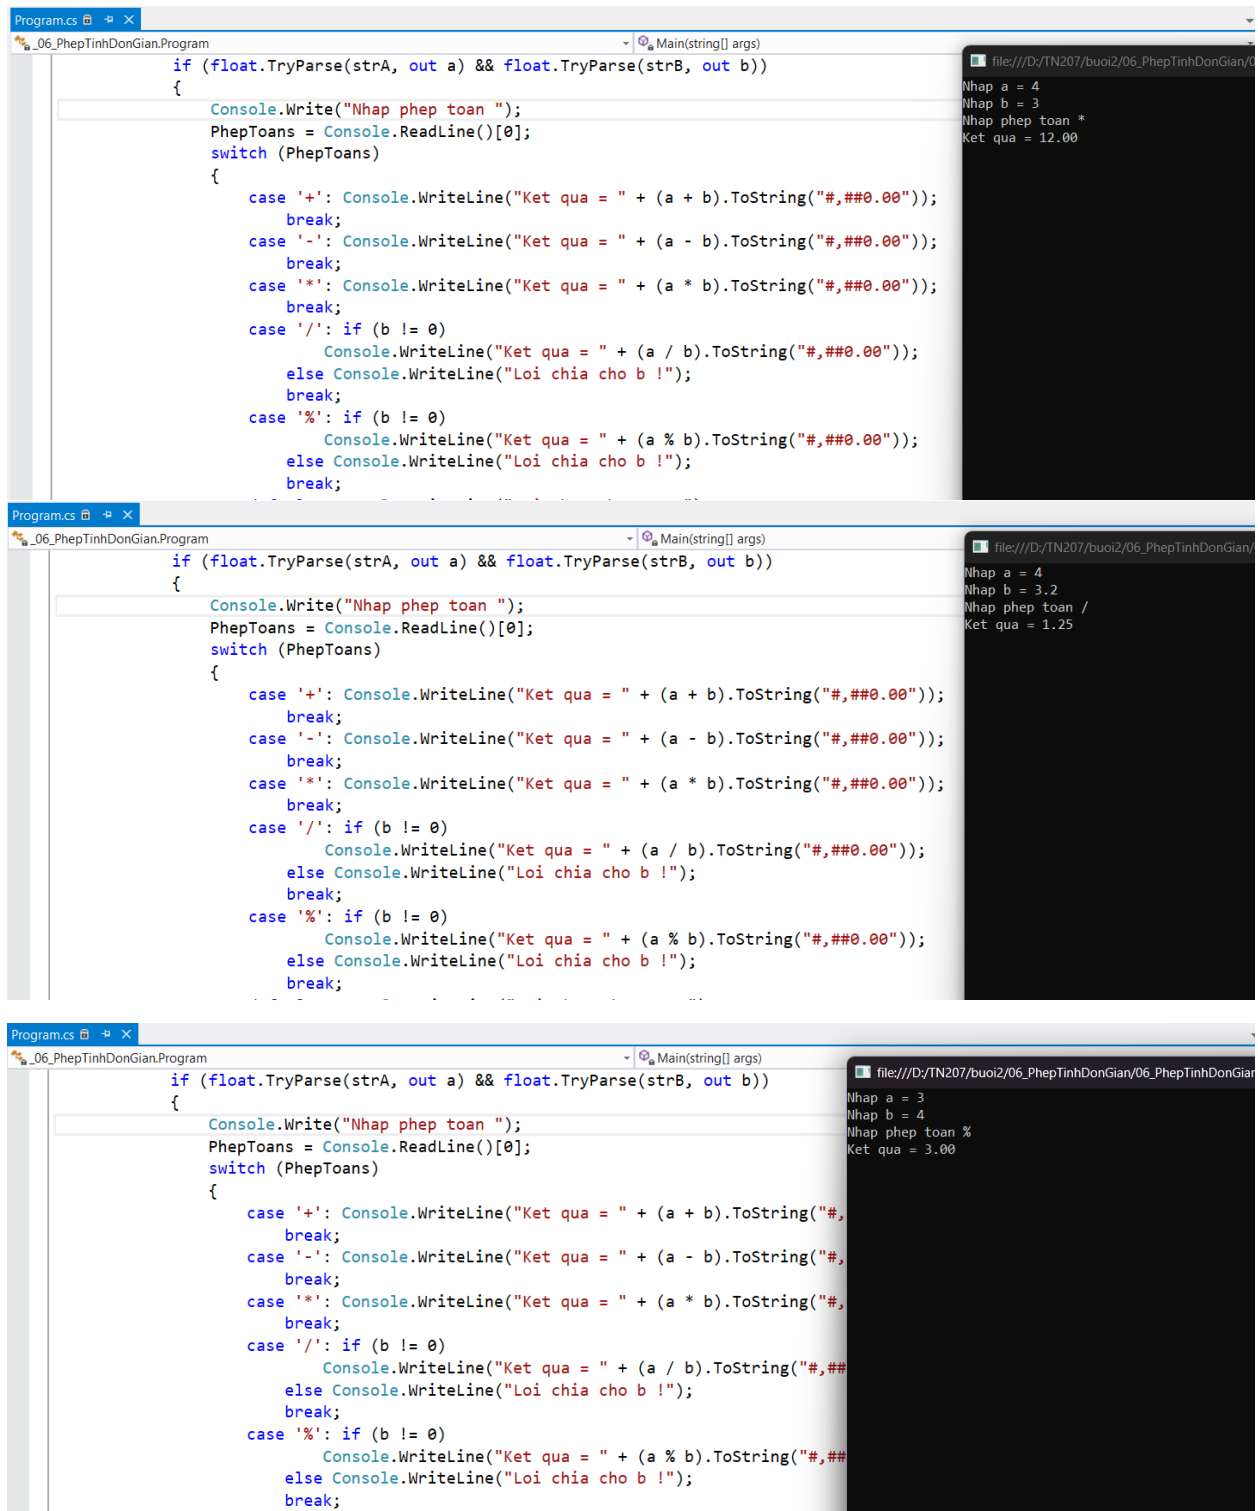 Program.cs
_06_PhepTinhDonGian.Program
Main(string[] args)
if (float.TryParse(strA, out a) && float.TryParse(strB, out b))
{
Console.Write("Nhap phep toan ");
PhepToans = Console.ReadLine()[0];
switch (PhepToans)
{
case '+': Console.WriteLine("Ket qua = " + (a + b).ToString("#,##0.00"));
break;
case '-': Console.WriteLine("Ket qua = " + (a - b).ToString("#,##0.00"));
break;
case '*': Console.WriteLine("Ket qua = " + (a * b).ToString("#,##0.00"));
break;
case '/': if (b != 0)
Console.WriteLine("Ket qua = " + (a / b).ToString("#,##0.00"));
else Console.WriteLine("Loi chia cho b !");
break;
case '%': if (b != 0)
Console.WriteLine("Ket qua = " + (a % b).ToString("#,##0.00"));
else Console.WriteLine("Loi chia cho b !");
break;
file:///D:/TN207/buoi2/06_PhepTinhDonGian/0
Nhap a = 4
Nhap b = 3
Nhap phep toan *
Ket qua = 12.00
Program.cs
_06_PhepTinhDonGian.Program
Main(string[] args)
if (float.TryParse(strA, out a) && float.TryParse(strB, out b))
{
Console.Write("Nhap phep toan ");
PhepToans = Console.ReadLine()[0];
switch (PhepToans)
{
case '+': Console.WriteLine("Ket qua = " + (a + b).ToString("#,##0.00"));
break;
case '-': Console.WriteLine("Ket qua = " + (a - b).ToString("#,##0.00"));
break;
case '*': Console.WriteLine("Ket qua = " + (a * b).ToString("#,##0.00"));
break;
case '/': if (b != 0)
Console.WriteLine("Ket qua = " + (a / b).ToString("#,##0.00"));
else Console.WriteLine("Loi chia cho b !");
break;
case '%': if (b != 0)
Console.WriteLine("Ket qua = " + (a % b).ToString("#,##0.00"));
else Console.WriteLine("Loi chia cho b !");
break;
file:///D:/TN207/buoi2/06_PhepTinhDonGian/
Nhap a = 4
Nhap b = 3.2
Nhap phep toan /
Ket qua = 1.25
Program.cs
_06_PhepTinhDonGian.Program
Main(string[] args)
if (float.TryParse(strA, out a) && float.TryParse(strB, out b))
{
Console.Write("Nhap phep toan ");
PhepToans = Console.ReadLine()[0];
switch (PhepToans)
{
case '+': Console.WriteLine("Ket qua = " + (a + b).ToString("#,
break;
case '-': Console.WriteLine("Ket qua = " + (a - b).ToString("#,
break;
case '*': Console.WriteLine("Ket qua = " + (a * b).ToString("#,
break;
case '/': if (b != 0)
Console.WriteLine("Ket qua = " + (a / b).ToString("#,##
else Console.WriteLine("Loi chia cho b !");
break;
case '%': if (b != 0)
Console.WriteLine("Ket qua = " + (a % b).ToString("#,##
else Console.WriteLine("Loi chia cho b !");
break;
file:///D:/TN207/buoi2/06_PhepTinhDonGian/06_PhepTinhDonGian
Nhap a = 3
Nhap b = 4
Nhap phep toan %
Ket qua = 3.00